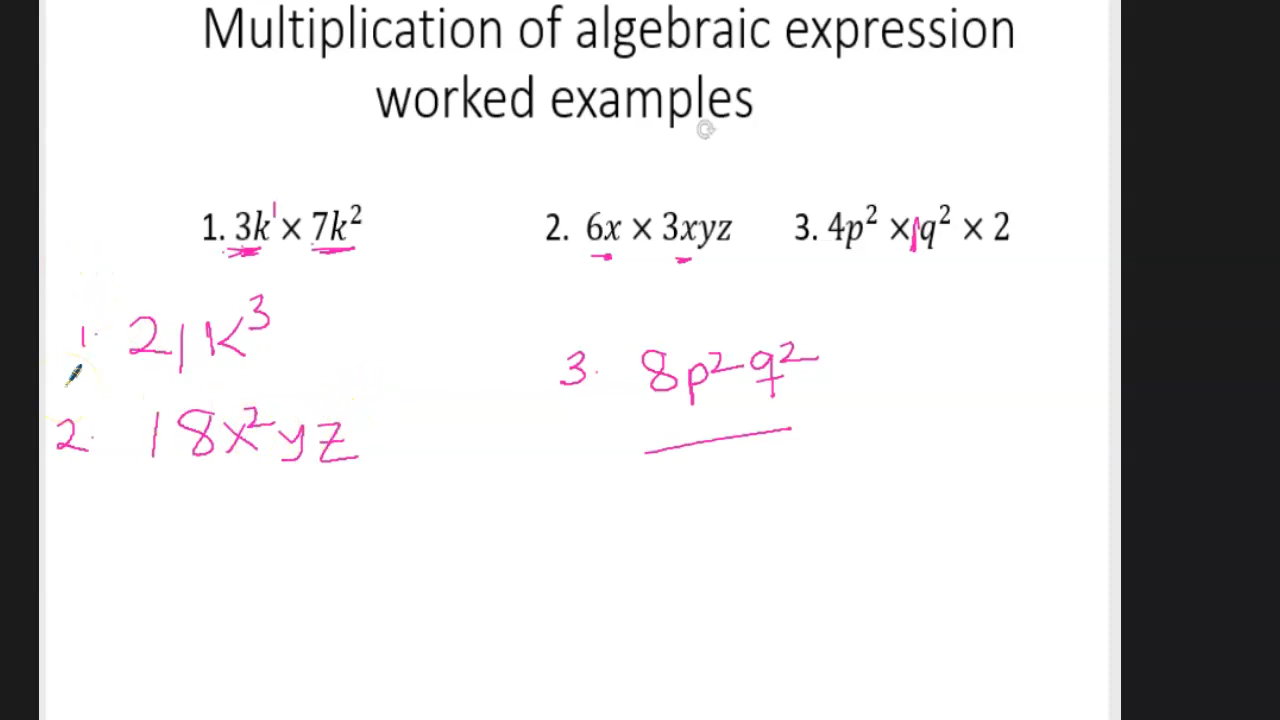 Multiplication of algebraic expression
worked examples
1. 3k¹ × 7k²
2. 6x × 3xyz
3. 4p² × 1q² × 2
1. 21k³
2. 18x²yz
3. 8p²q²